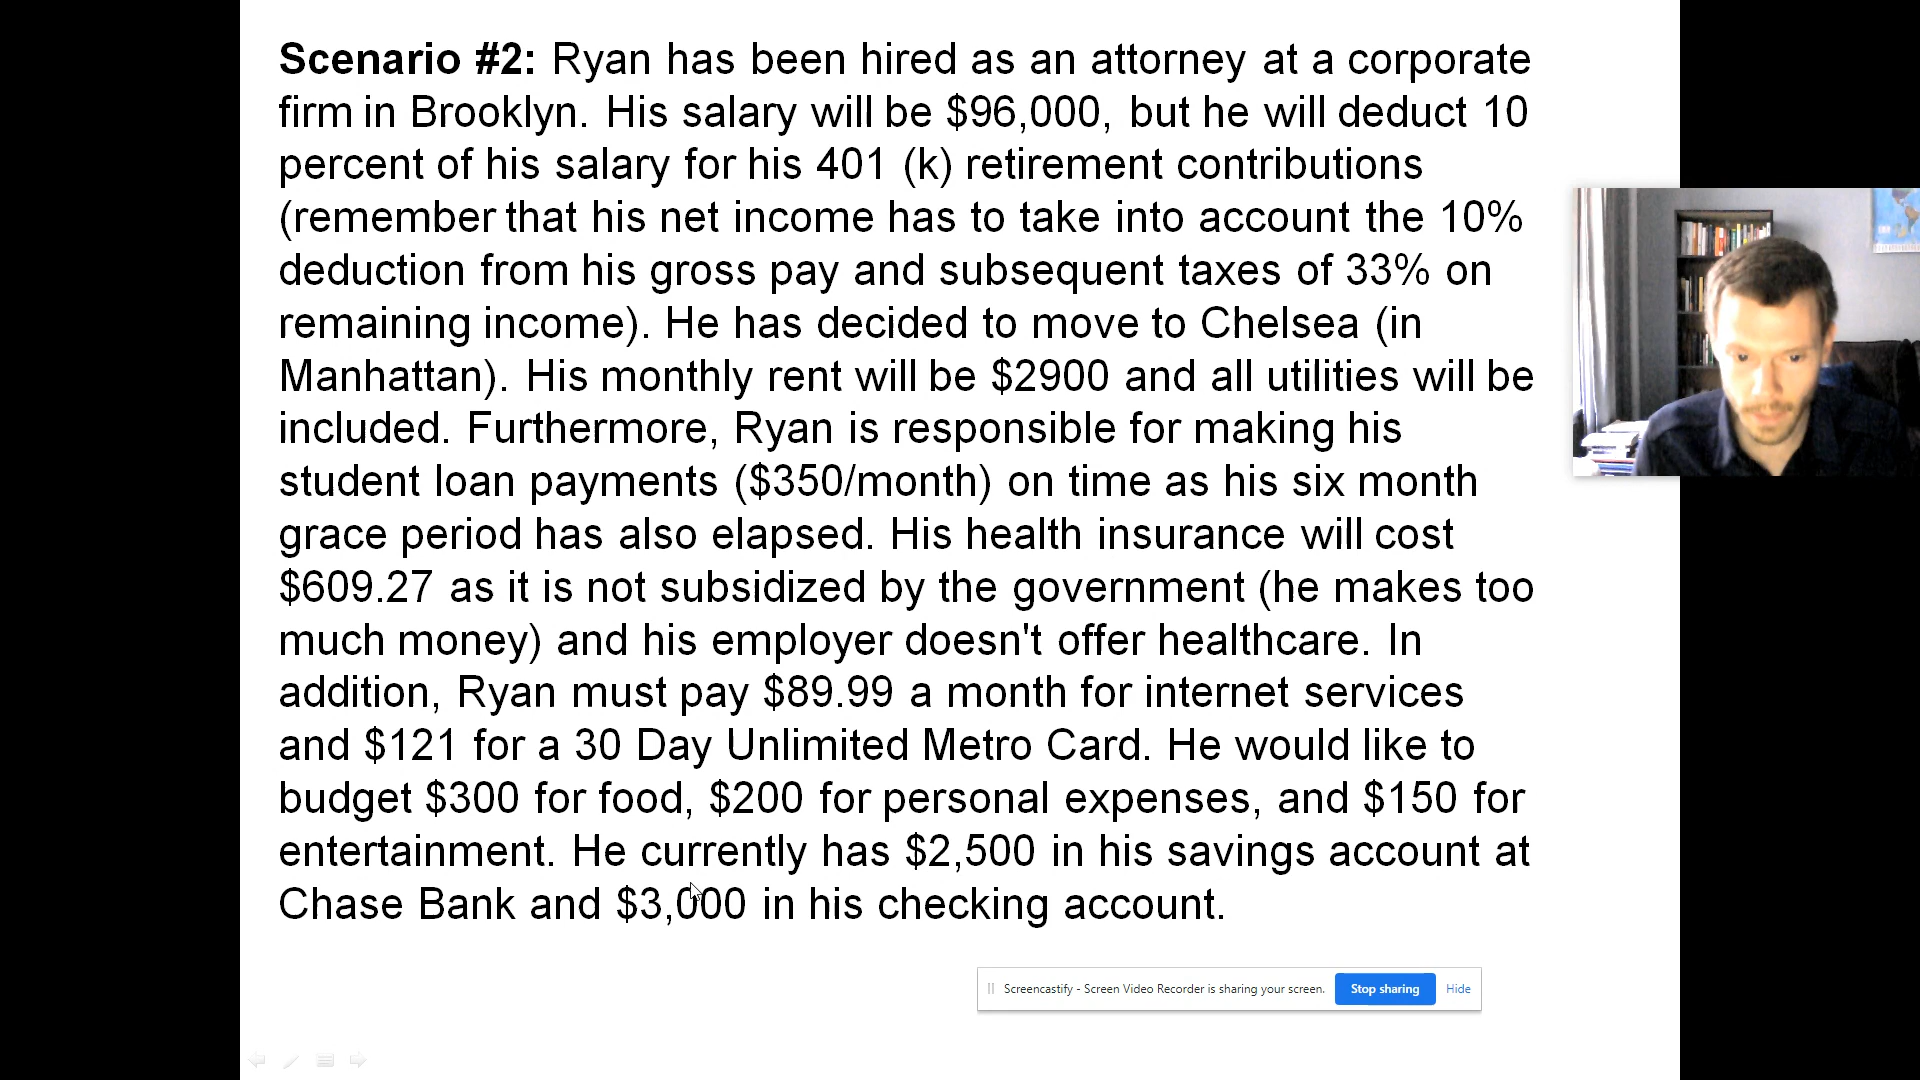 Scenario #2: Ryan has been hired as an attorney at a corporate
firm in Brooklyn. His salary will be $96,000, but he will deduct 10
percent of his salary for his 401 (k) retirement contributions
(remember that his net income has to take into account the 10%
deduction from his gross pay and subsequent taxes of 33% on
remaining income). He has decided to move to Chelsea (in
Manhattan). His monthly rent will be $2900 and all utilities will be
included. Furthermore, Ryan is responsible for making his
student loan payments ($350/month) on time as his six month
grace period has also elapsed. His health insurance will cost
$609.27 as it is not subsidized by the government (he makes too
much money) and his employer doesn't offer healthcare. In
addition, Ryan must pay $89.99 a month for internet services
and $121 for a 30 Day Unlimited Metro Card. He would like to
budget $300 for food, $200 for personal expenses, and $150 for
entertainment. He currently has $2,500 in his savings account at
Chase Bank and $3,000 in his checking account.
Screencastify - Screen Video Recorder is sharing your screen. Stop sharing Hide